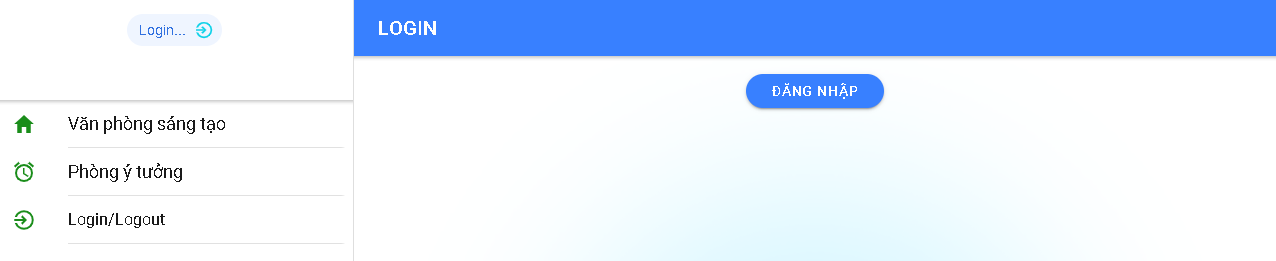 Login...
Văn phòng sáng tạo
Phòng ý tưởng
Login/Logout
LOGIN
ĐĂNG NHẬP